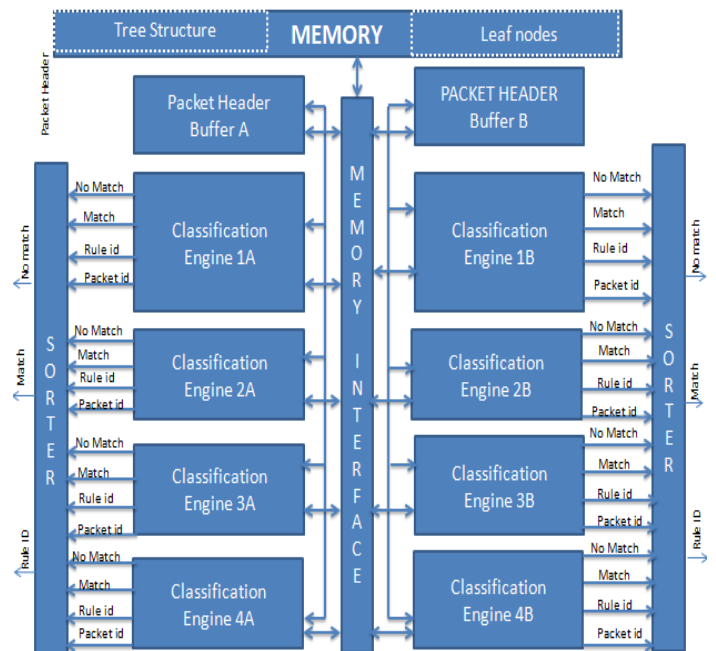 Tree Structure
MEMORY
Leaf nodes
Packet Header
Packet Header
Buffer A
PACKET HEADER
Buffer B
MEMORY INTERFACE
SORTER
No match
Match
Rule ID
No Match
Match
Rule id
Packet id
Classification
Engine 1A
No Match
Match
Rule id
Packet id
Classification
Engine 2A
No Match
Match
Rule id
Packet id
Classification
Engine 3A
No Match
Match
Rule id
Packet id
Classification
Engine 4A
Classification
Engine 1B
No Match
Match
Rule id
Packet id
Classification
Engine 2B
No Match
Match
Rule id
Packet id
Classification
Engine 3B
No Match
Match
Rule id
Packet id
Classification
Engine 4B
No Match
Match
Rule id
Packet id
SORTER
No match
Match
Rule ID